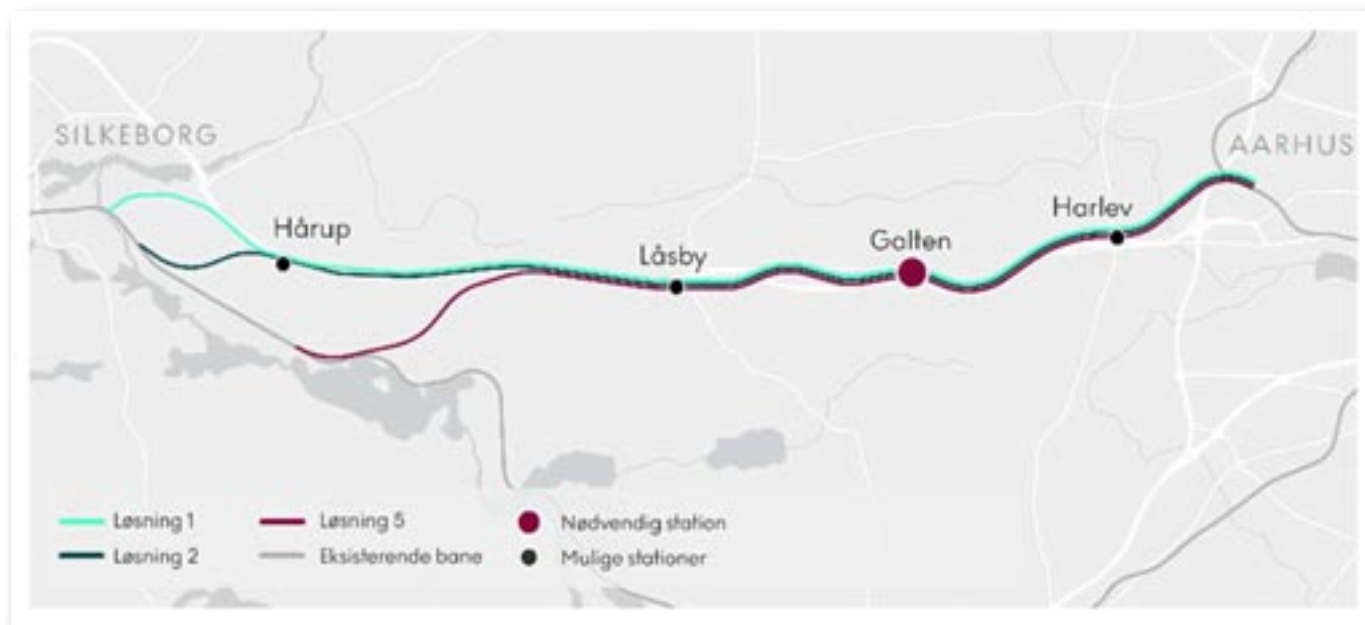 SILKEBORG
AARHUS
Hårup
Låsby
Galten
Harlev
Løsning 1
Løsning 2
Løsning 5
Eksisterende bane
Nødvendig station
Mulige stationer